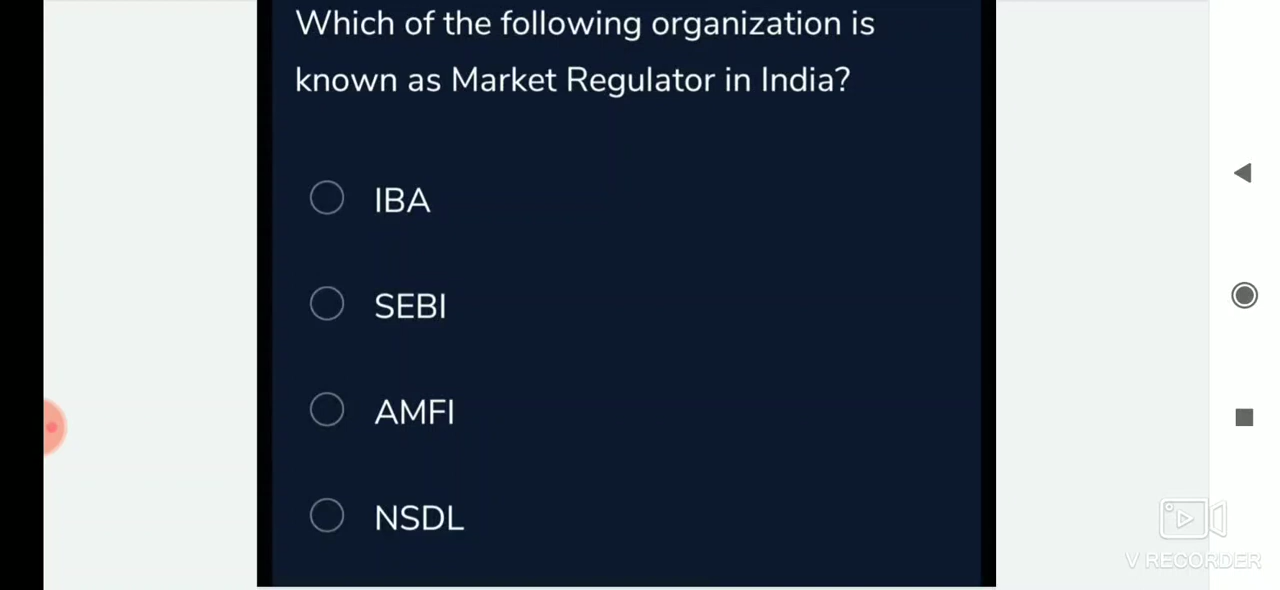 Which of the following organization is
known as Market Regulator in India?
IBA
SEBI
AMFI
NSDL
V RECORDER